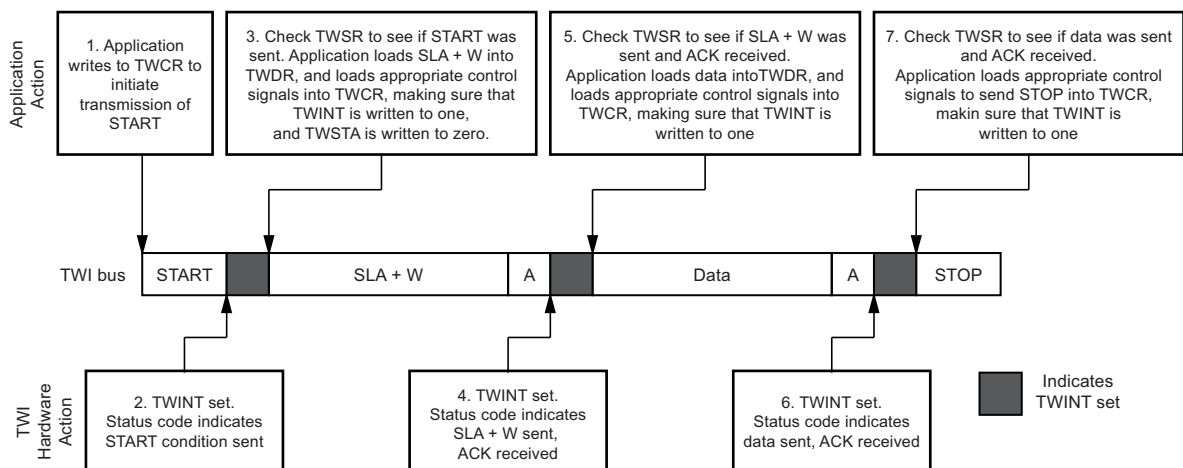 Application
Action
1. Application
writes to TWCR to
initiate
transmission of
START
3. Check TWSR to see if START was
sent. Application loads SLA + W into
TWDR, and loads appropriate control
signals into TWCR, making sure that
TWINT is written to one,
and TWSTA is written to zero.
5. Check TWSR to see if SLA + W was
sent and ACK received.
Application loads data intoTWDR, and
loads appropriate control signals into
TWCR, making sure that TWINT is
written to one
7. Check TWSR to see if data was sent
and ACK received.
Application loads appropriate control
signals to send STOP into TWCR,
makin sure that TWINT is
written to one
TWI bus
START
SLA + W
A
Data
A
STOP
TWI
Hardware
Action
2. TWINT set.
Status code indicates
START condition sent
4. TWINT set.
Status code indicates
SLA + W sent,
ACK received
6. TWINT set.
Status code indicates
data sent, ACK received
Indicates
TWINT set